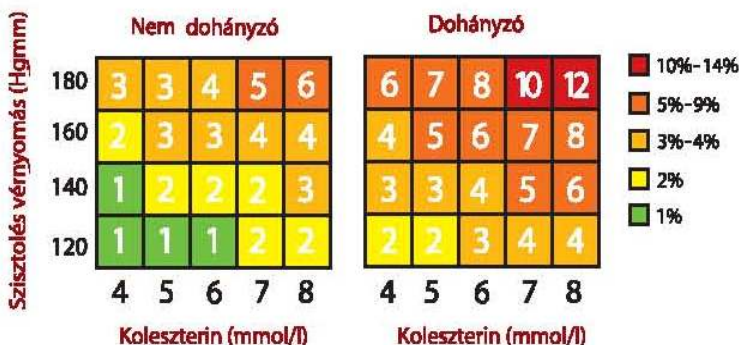 Nem dohányzó
Dohányzó
Szisztolés vérnyomás (Hgmm)
180 3 3 4 5 6 6 7 8 10 12
160 2 3 3 4 4 4 5 6 7 8
140 1 2 2 2 3 3 3 4 5 6
120 1 1 1 2 2 2 2 3 4 4
4 5 6 7 8 4 5 6 7 8
Koleszterin (mmol/l) Koleszterin (mmol/l)
10%-14%
5%-9%
3%-4%
2%
1%